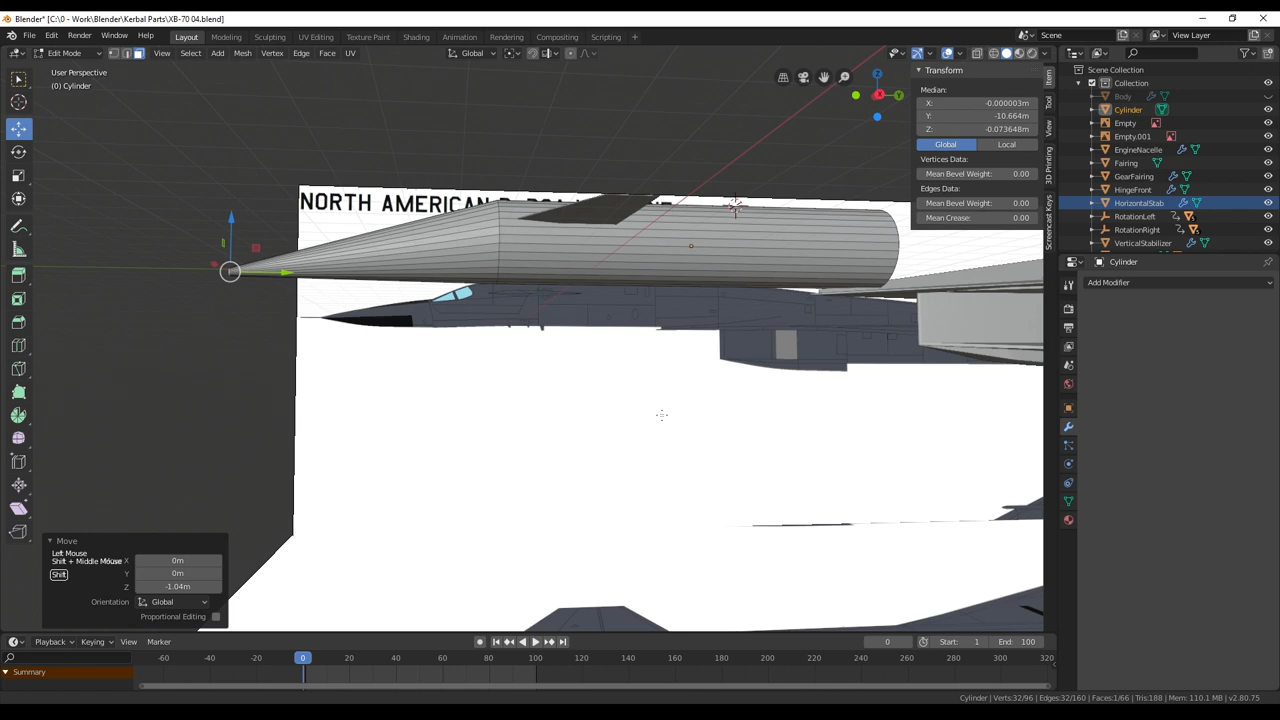 Blender* [C:\0 - Work\Blender\Kerbal Parts\XB-70 04.blend]
File Edit Render Window Help Layout Modeling Sculpting UV Editing Texture Paint Shading Animation Rendering Compositing Scripting + Scene View Layer
Edit Mode View Select Add Mesh Vertex Edge Face UV Global
User Perspective
(0) Cylinder
Transform
Median:
X: -0.000003m
Y: -10.664m
Z: -0.073648m
Global Local
Vertices Data:
Mean Bevel Weight: 0.00
Edges Data:
Mean Bevel Weight: 0.00
Mean Crease: 0.00
Item
Tool
View
3D Printing
Screencast Keys
Scene Collection
Collection
Body
Cylinder
Empty
Empty.001
EngineNacelle
Fairing
GearFairing
HingeFront
HorizontalStab
RotationLeft
RotationRight
VerticalStabilizer
Cylinder
Add Modifier
NORTH AMERICAN
Z
Y
Move
Left Mouse
Shift + Middle Mouse X 0m
Shift Y 0m
Z -1.04m
Orientation Global
Proportional Editing
Playback Keying View Marker 0 Start: 1 End: 100
-60 -40 -20 0 20 40 60 80 100 120 140 160 180 200 220 240 260 280 300 320
Summary
Cylinder | Verts:32/96 | Edges:32/160 | Faces:1/66 | Tris:188 | Mem: 110.1 MB | v2.80.75